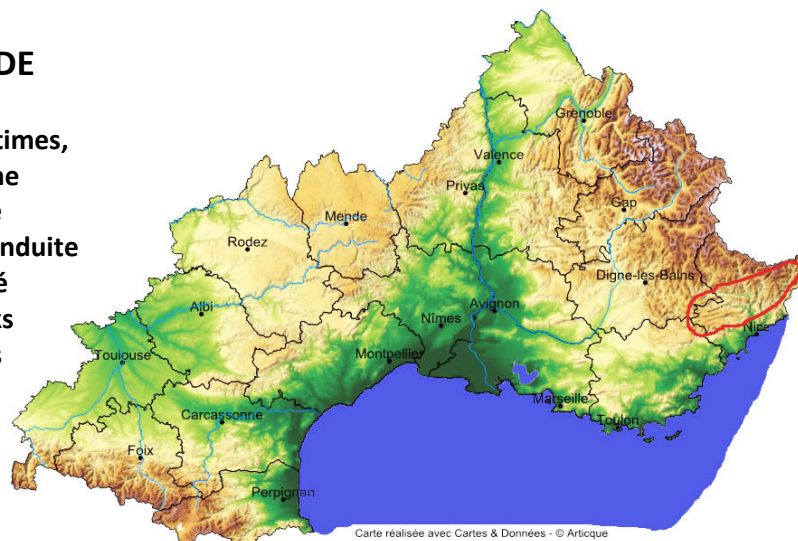 DE
times,
ne
e
nduite
é
x
s
Grenoble
Valence
Privas
Gap
Mende
Rodez
Digne-les-Bains
Albi
Avignon
Nîmes
Nice
Toulouse
Montpellier
Marseille
Carcassonne
Toulon
Foix
Perpignan
Carte réalisée avec Cartes & Données - © Articque